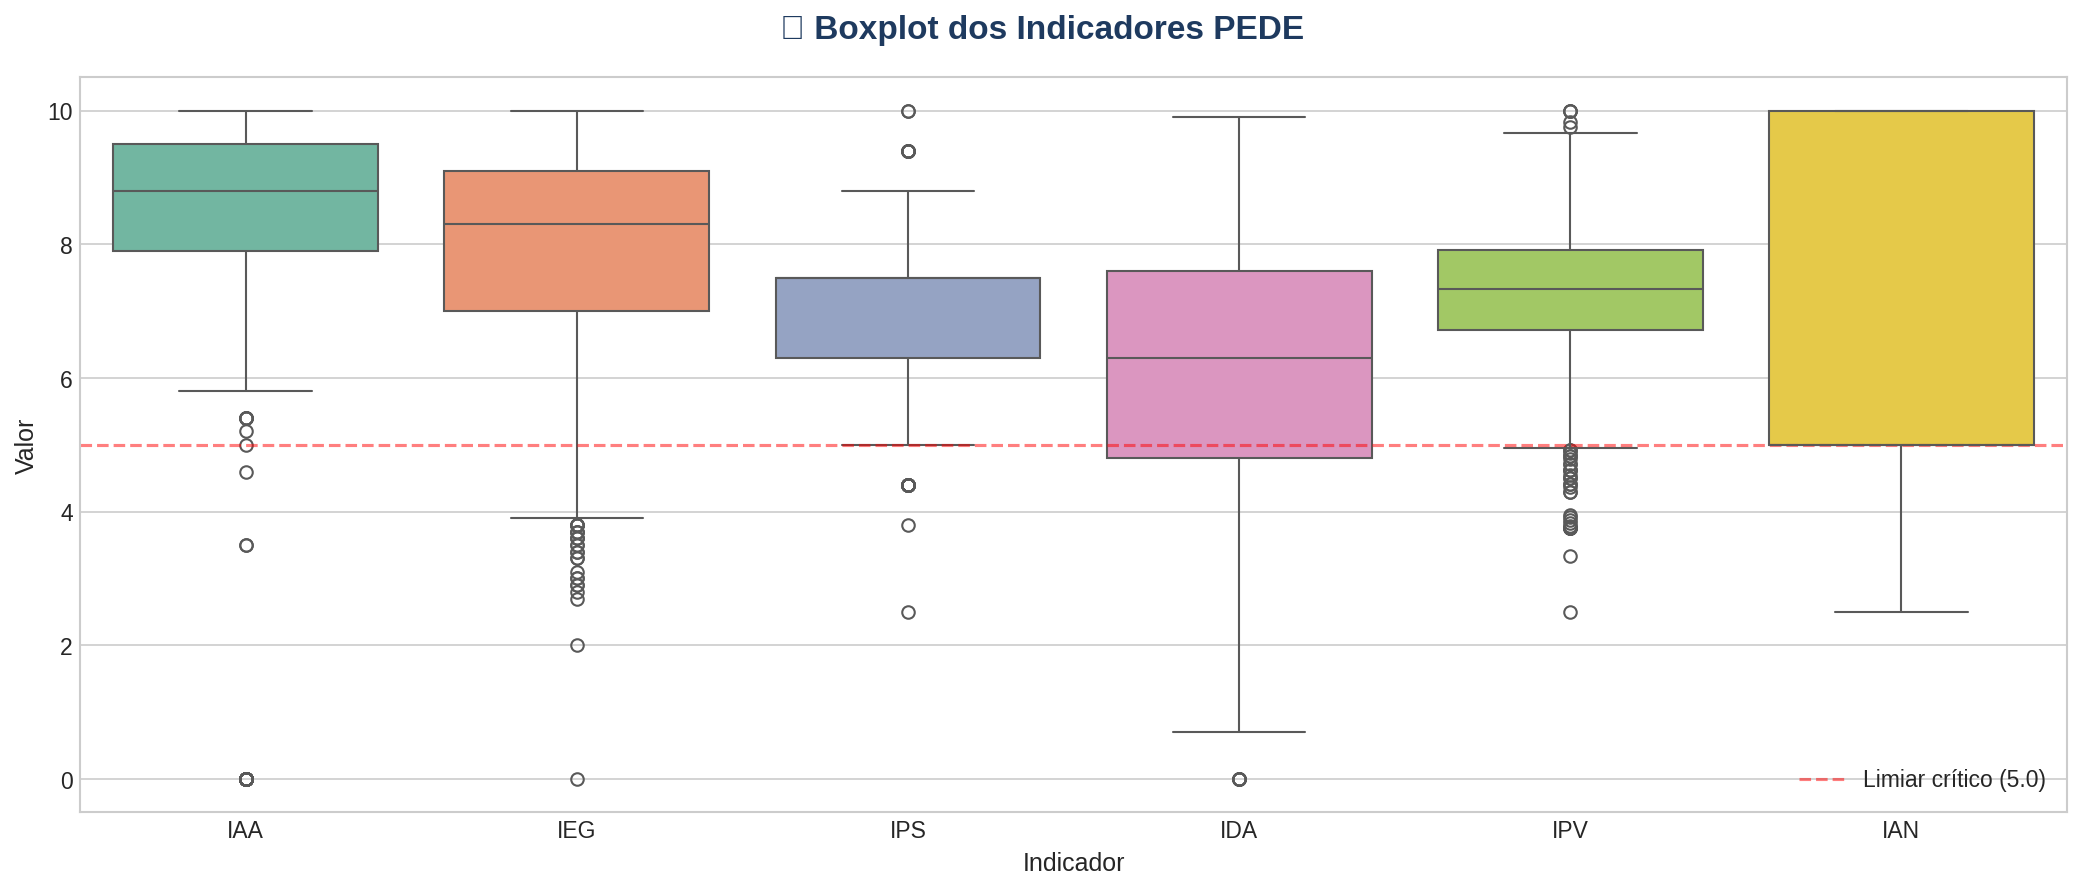 Boxplot dos Indicadores PEDE
10
8
6
4
2
0
Valor
IAA
IEG
IPS
IDA
IPV
IAN
Indicador
Limiar crítico (5.0)